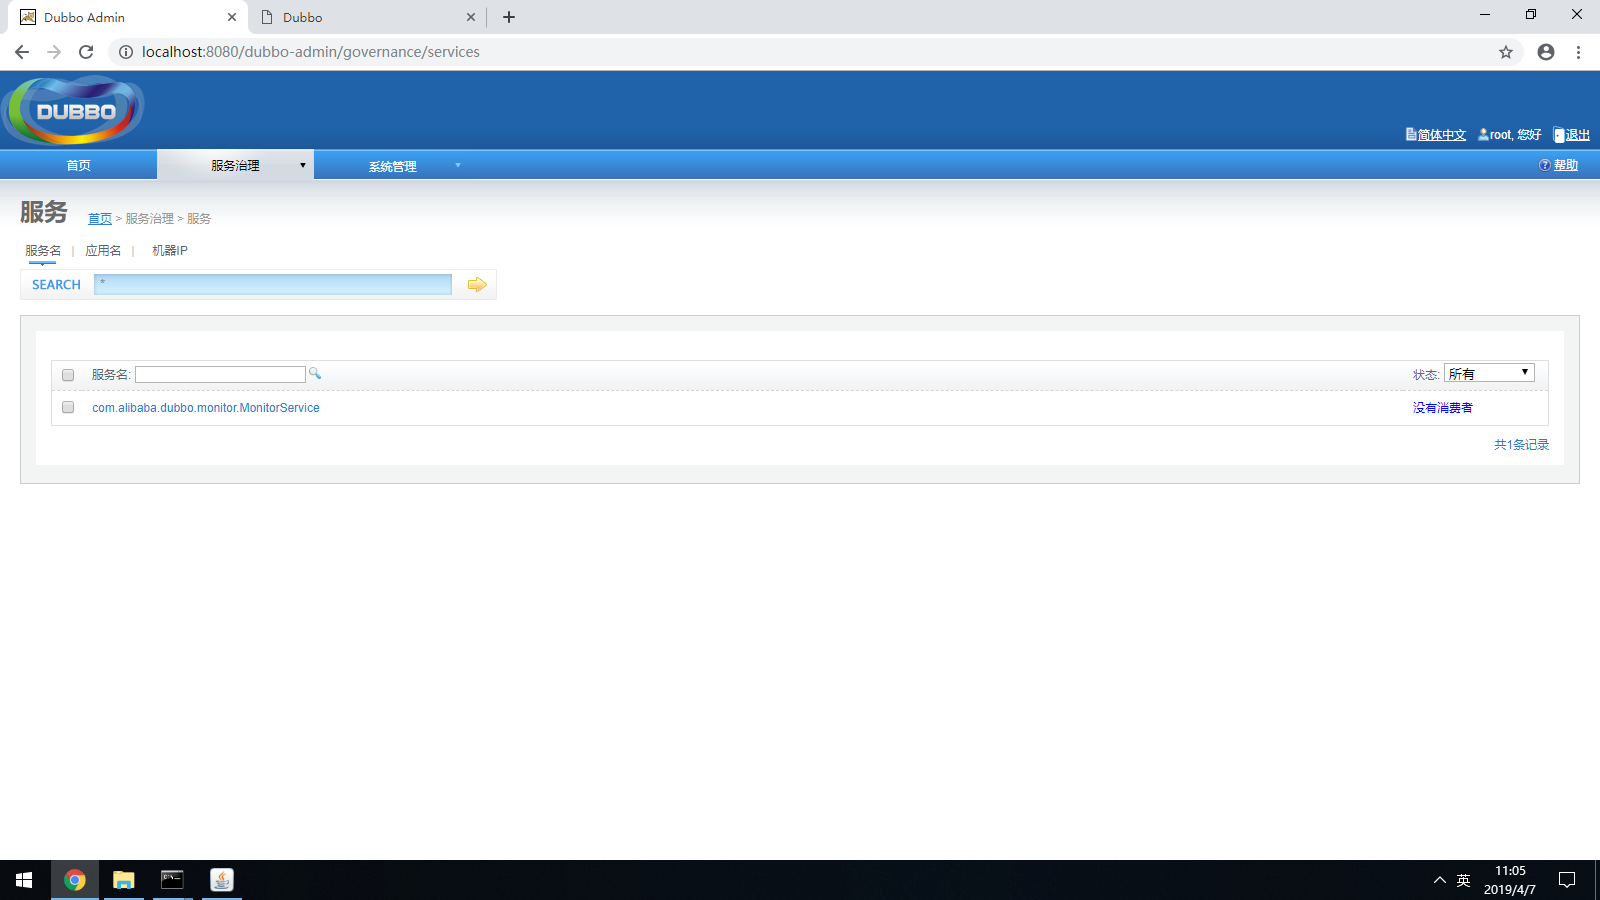 Dubbo Admin
Dubbo
localhost:8080/dubbo-admin/governance/services
DUBBO
简体中文 root, 您好 退出
首页 服务治理 系统管理 帮助
服务 首页 > 服务治理 > 服务
服务名 | 应用名 | 机器IP
SEARCH *
服务名: 状态: 所有
com.alibaba.dubbo.monitor.MonitorService 没有消费者
共1条记录
英
11:05
2019/4/7